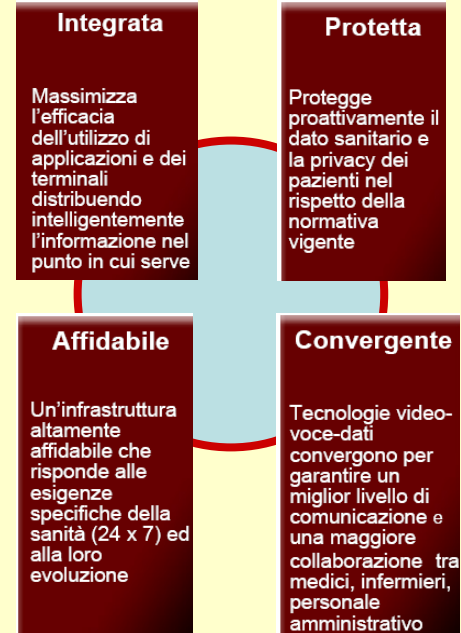 Integrata
Massimizza
l'efficacia
dell'utilizzo di
applicazioni e dei
terminali
distribuendo
intelligentemente
l'informazione nel
punto in cui serve
Protetta
Protegge
proattivamente il
dato sanitario e
la privacy dei
pazienti nel
rispetto della
normativa
vigente
Affidabile
Un'infrastruttura
altamente
affidabile che
risponde alle
esigenze
specifiche della
sanità (24 x 7) ed
alla loro
evoluzione
Convergente
Tecnologie video-
voce-dati
convergono per
garantire un
miglior livello di
comunicazione e
una maggiore
collaborazione tra
medici, infermieri,
personale
amministrativo